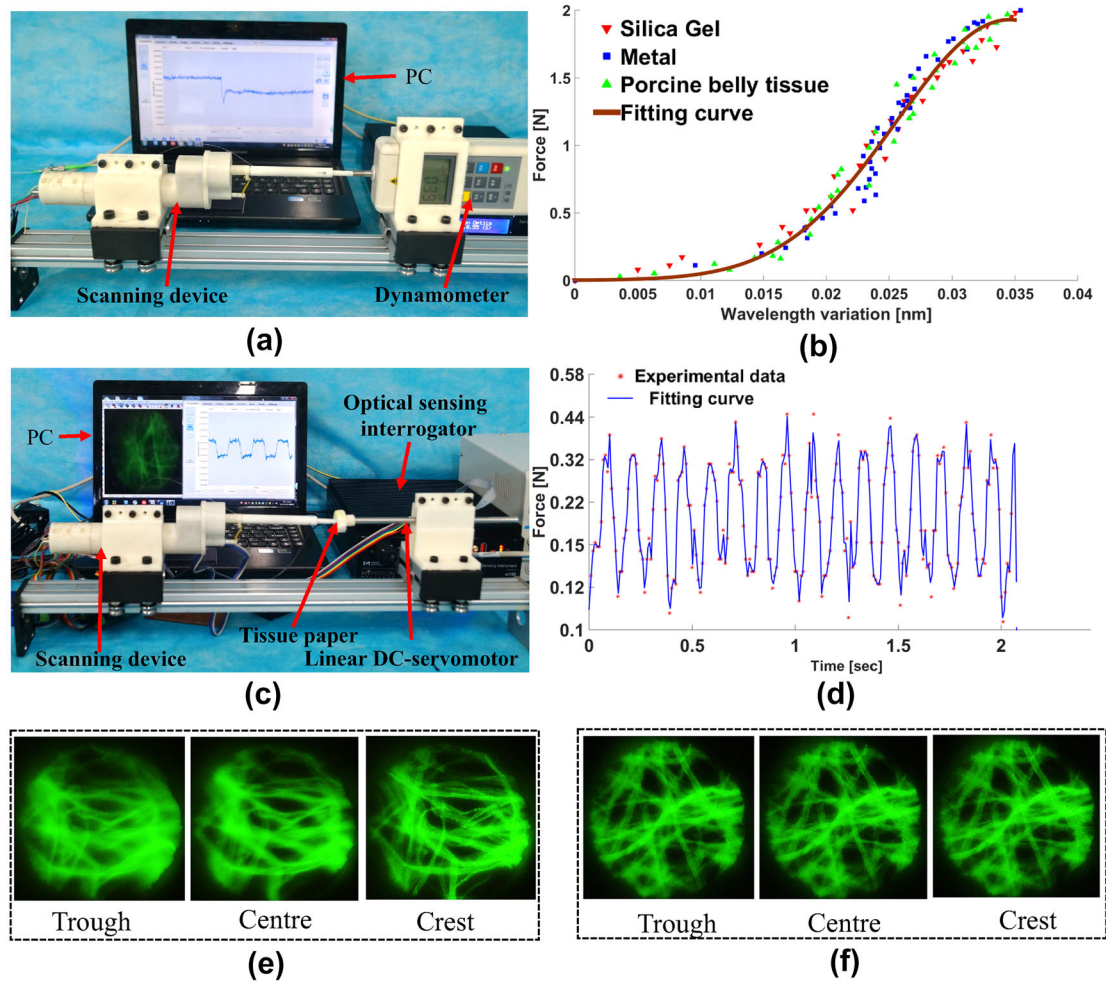 PC
Scanning device
Dynamometer
(a)
Silica Gel
Metal
Porcine belly tissue
Fitting curve
Force [N]
2
1.5
1
0.5
0
0.005
0.01
0.015
0.02
0.025
0.03
0.035
0.04
Wavelength variation [nm]
(b)
PC
Optical sensing
interrogator
Tissue paper
Scanning device
Linear DC-servomotor
(c)
Experimental data
Fitting curve
Force [N]
0.58
0.44
0.32
0.22
0.15
0.12
0.1
0
0.5
1
1.5
2
Time [sec]
(d)
Trough
Centre
Crest
(e)
Trough
Centre
Crest
(f)